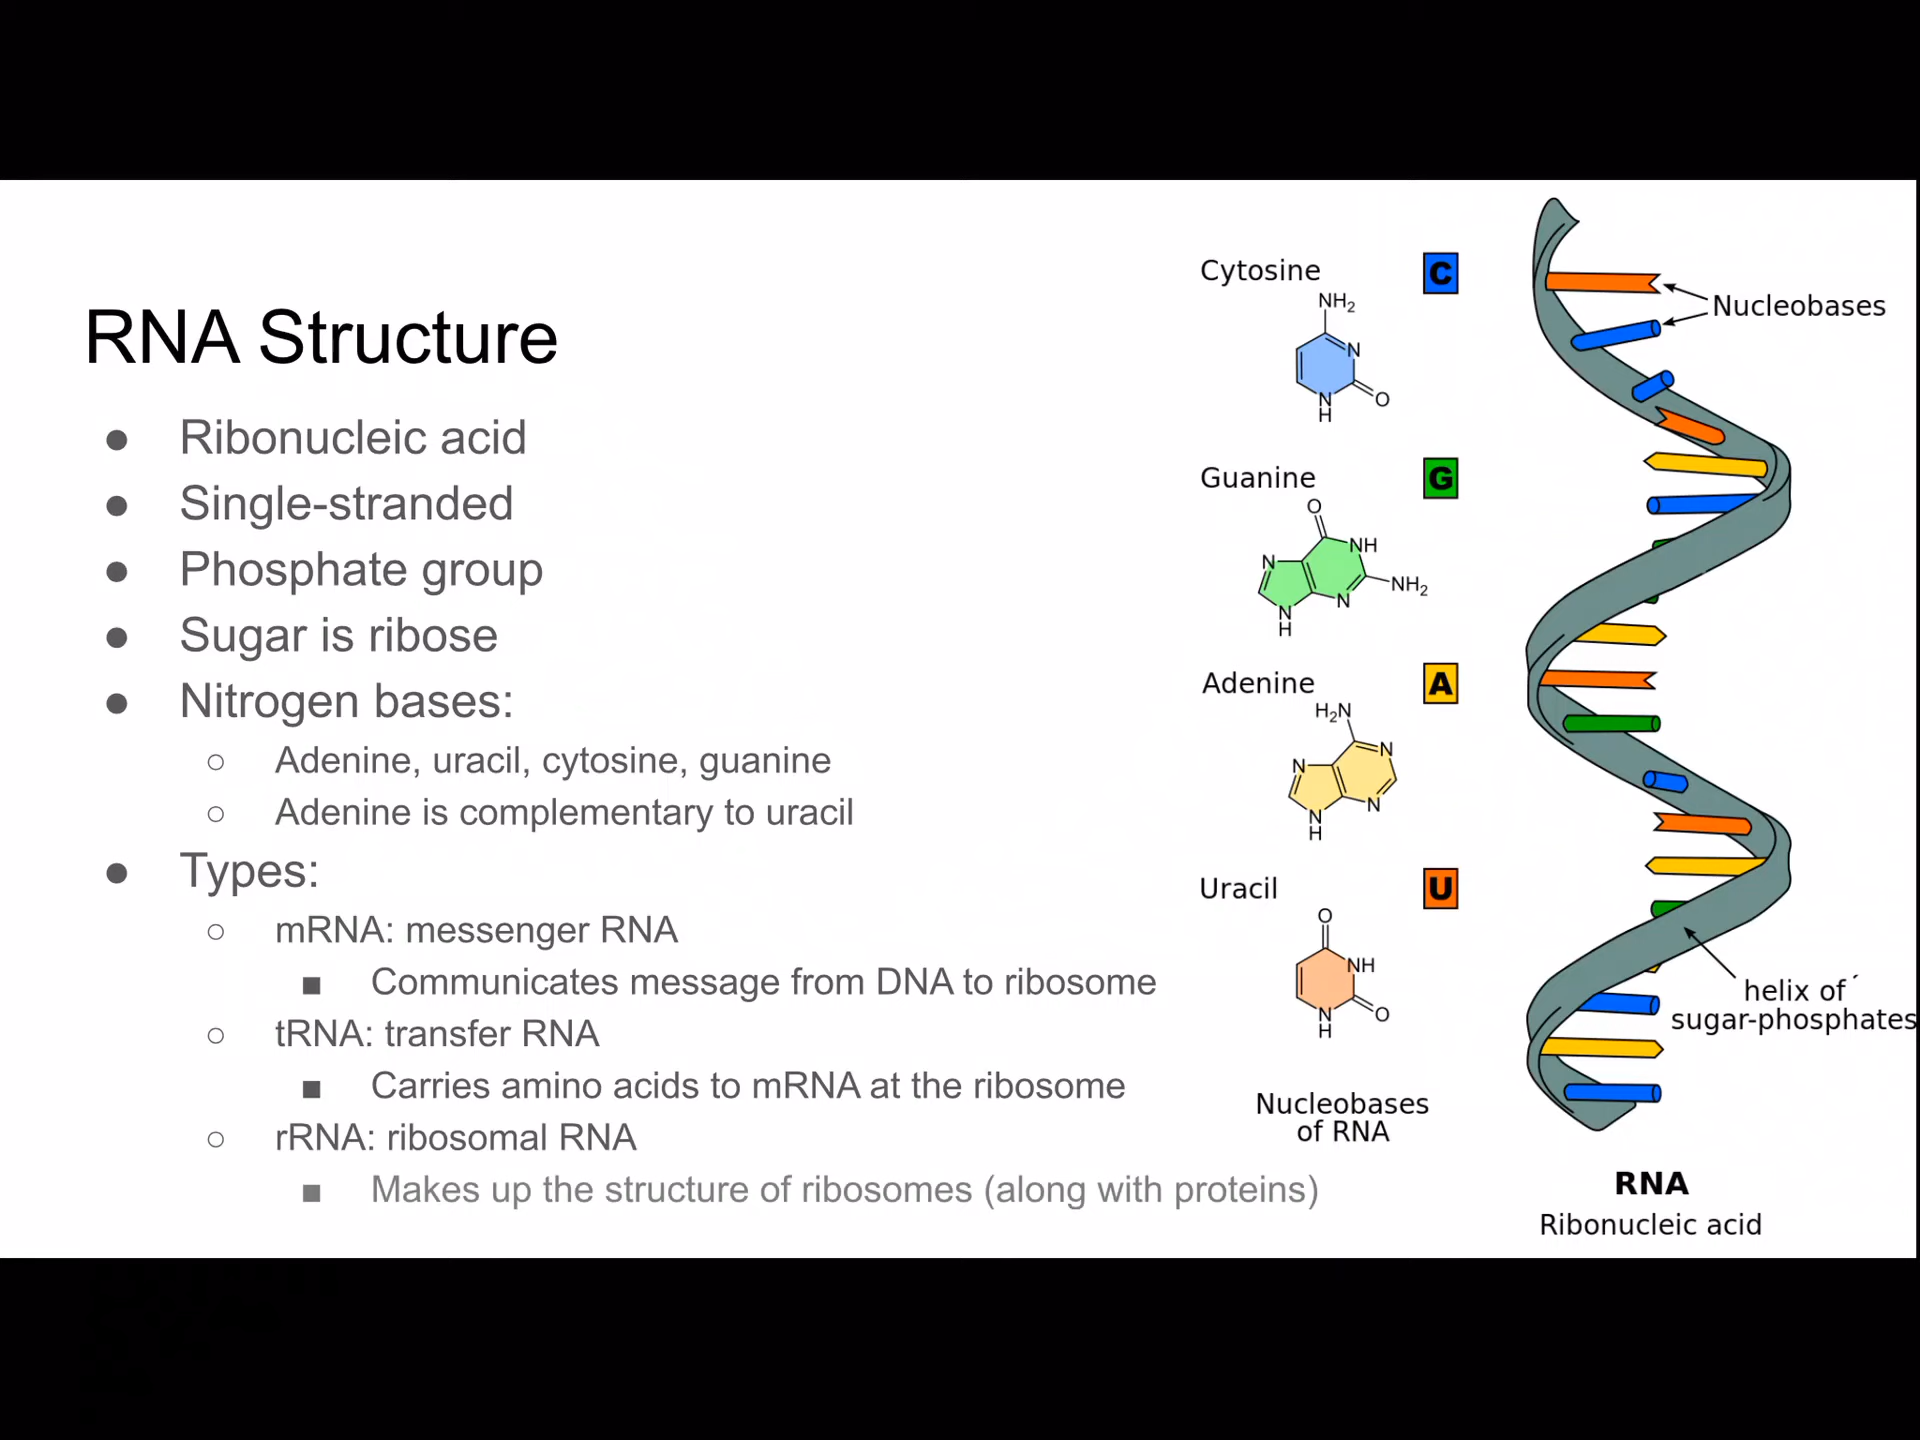 RNA Structure
● Ribonucleic acid
● Single-stranded
● Phosphate group
● Sugar is ribose
● Nitrogen bases:
○ Adenine, uracil, cytosine, guanine
○ Adenine is complementary to uracil
● Types:
○ mRNA: messenger RNA
■ Communicates message from DNA to ribosome
○ tRNA: transfer RNA
■ Carries amino acids to mRNA at the ribosome
○ rRNA: ribosomal RNA
■ Makes up the structure of ribosomes (along with proteins)
Cytosine C
NH2
N
N
H
O
Guanine G
O
N
NH
NH2
N
N
H
Adenine A
H2N
N
N
N
N
H
Uracil U
O
NH
N
H
O
Nucleobases
of RNA
Nucleobases
helix of
sugar-phosphates
RNA
Ribonucleic acid